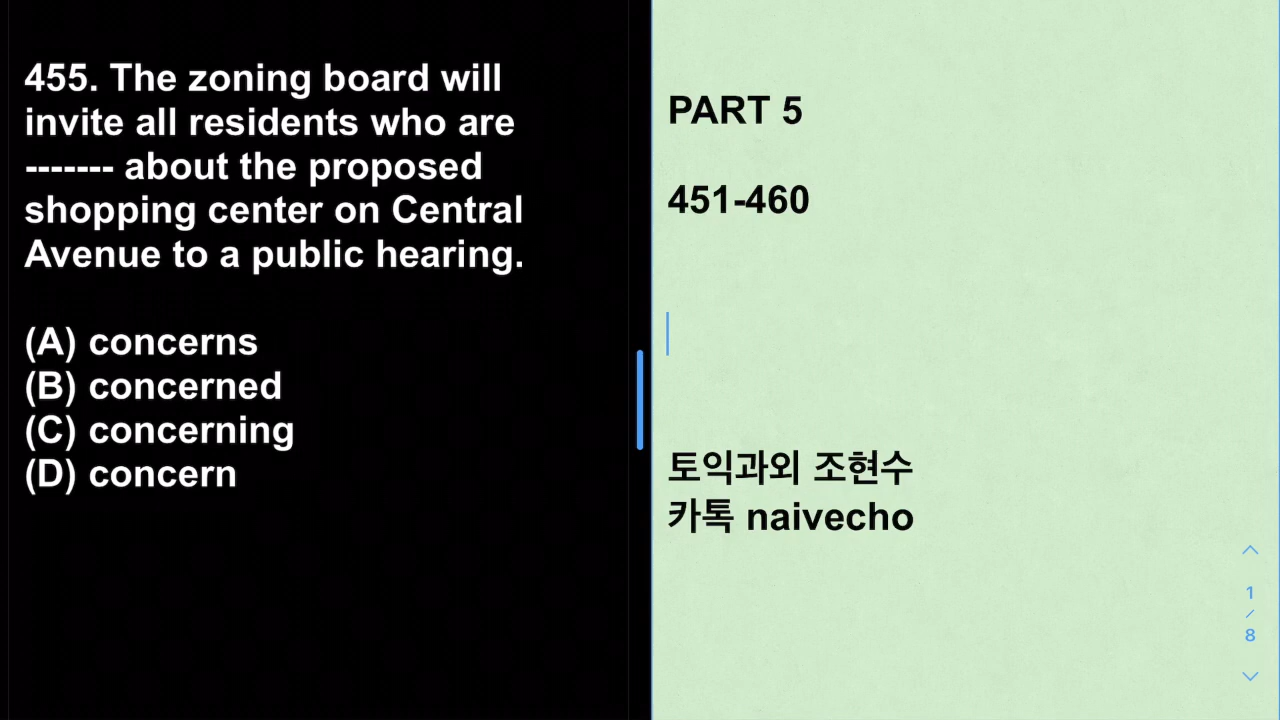 455. The zoning board will
invite all residents who are
------- about the proposed
shopping center on Central
Avenue to a public hearing.
(A) concerns
(B) concerned
(C) concerning
(D) concern
PART 5
451-460
토익과외 조현수
카톡 naivecho
1
/
8